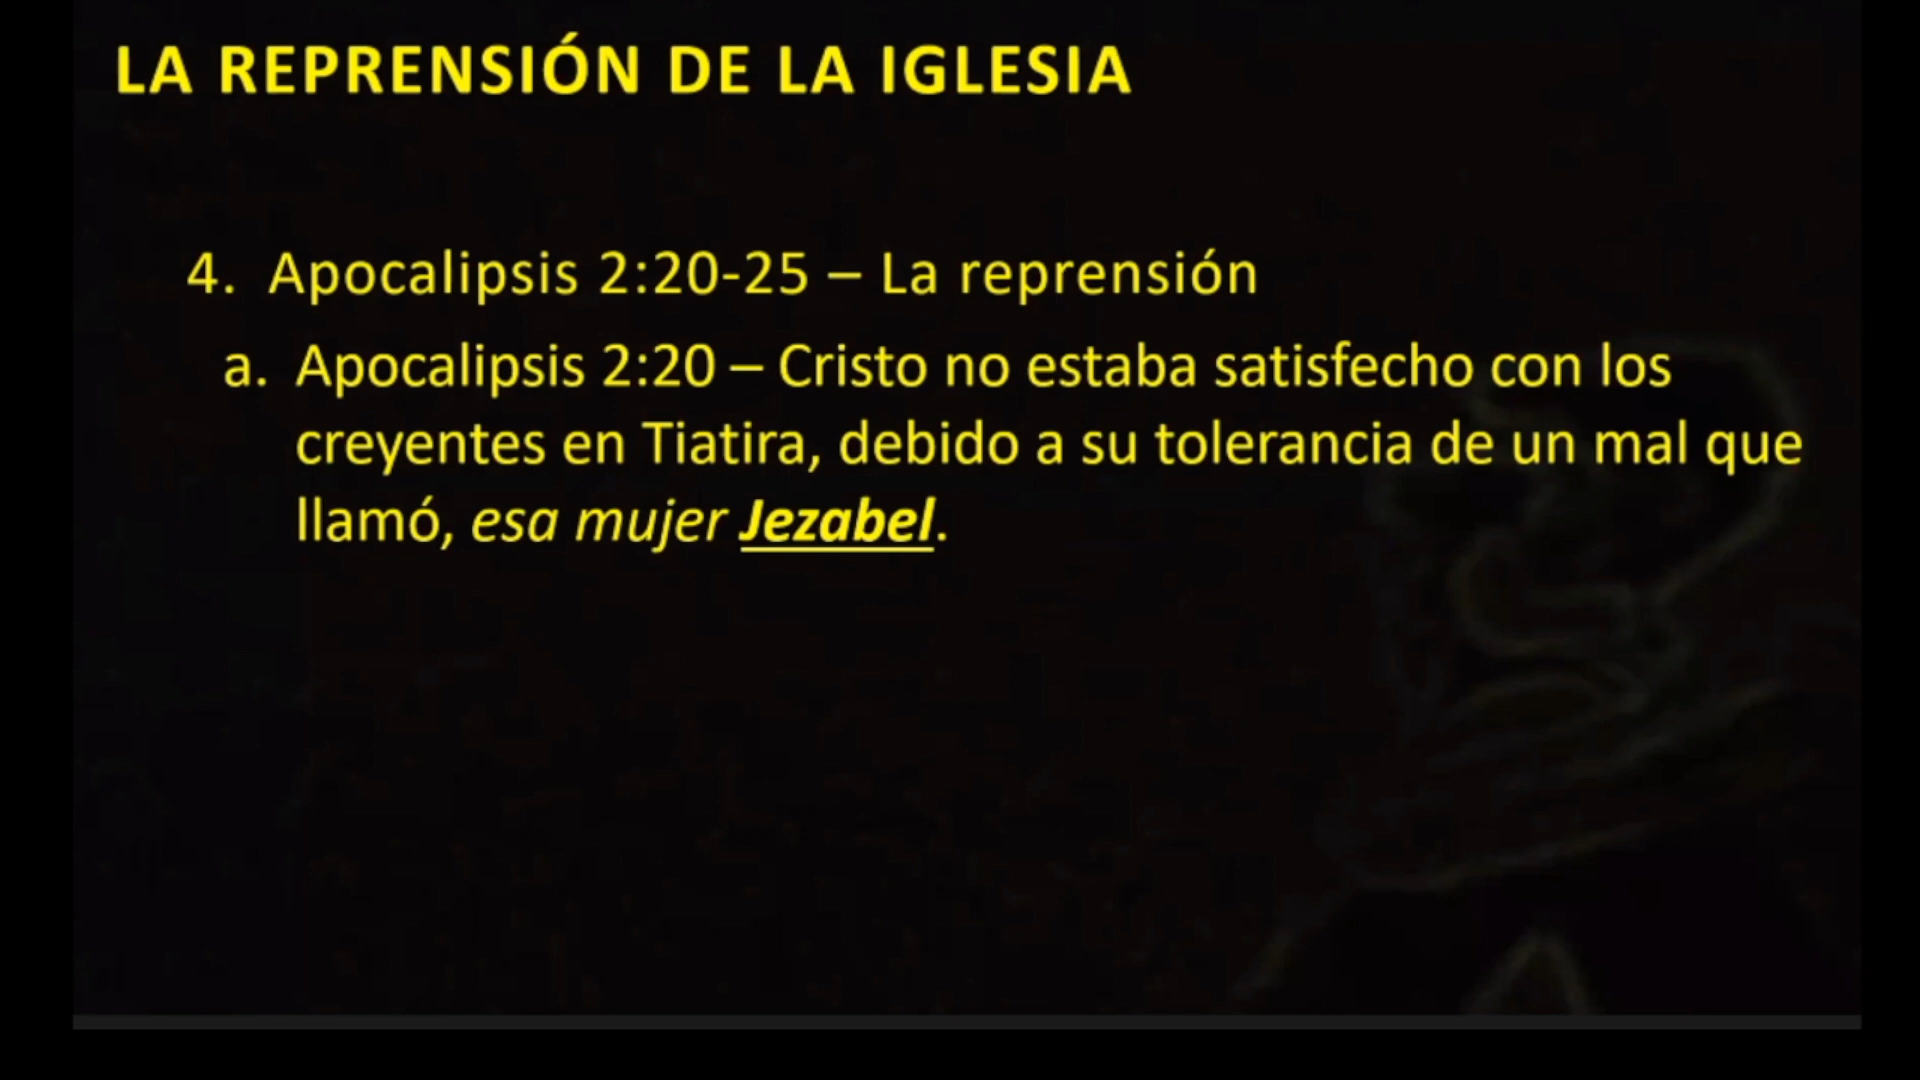 LA REPRENSIÓN DE LA IGLESIA
4. Apocalipsis 2:20-25 – La reprensión
a. Apocalipsis 2:20 – Cristo no estaba satisfecho con los
creyentes en Tiatira, debido a su tolerancia de un mal que
llamó, esa mujer Jezabel.